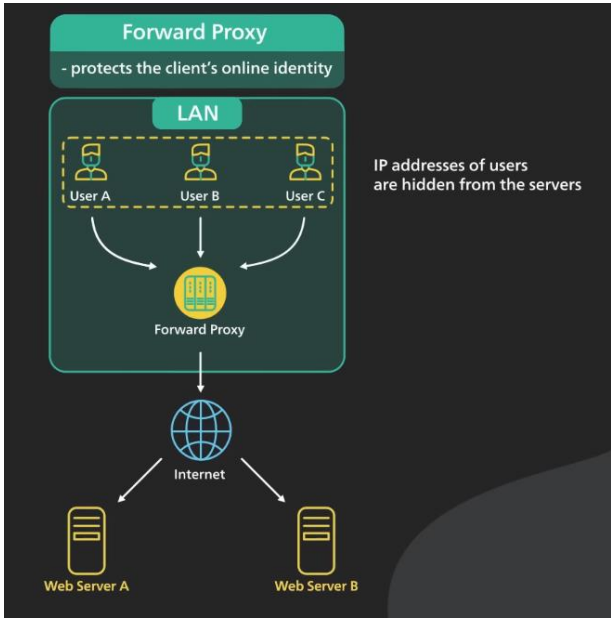 Forward Proxy
- protects the client's online identity
LAN
User A
User B
User C
IP addresses of users
are hidden from the servers
Forward Proxy
Internet
Web Server A
Web Server B